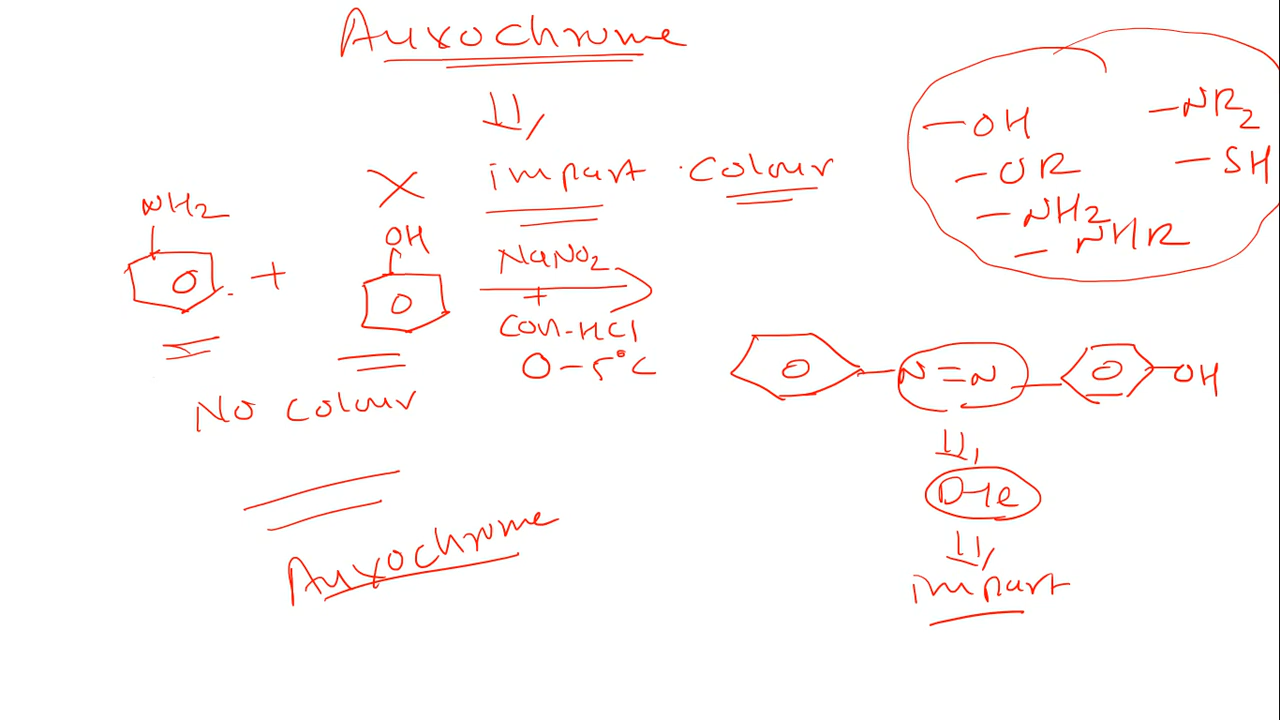 Auxochrome
impart colour
-OH
-OR
-NH2
-NHR
-NR2
-SH
NH2
+
OH
NaNO2
+
Con-HCl
0-5°C
No colour
N=N
OH
Dye
impart
Auxochrome